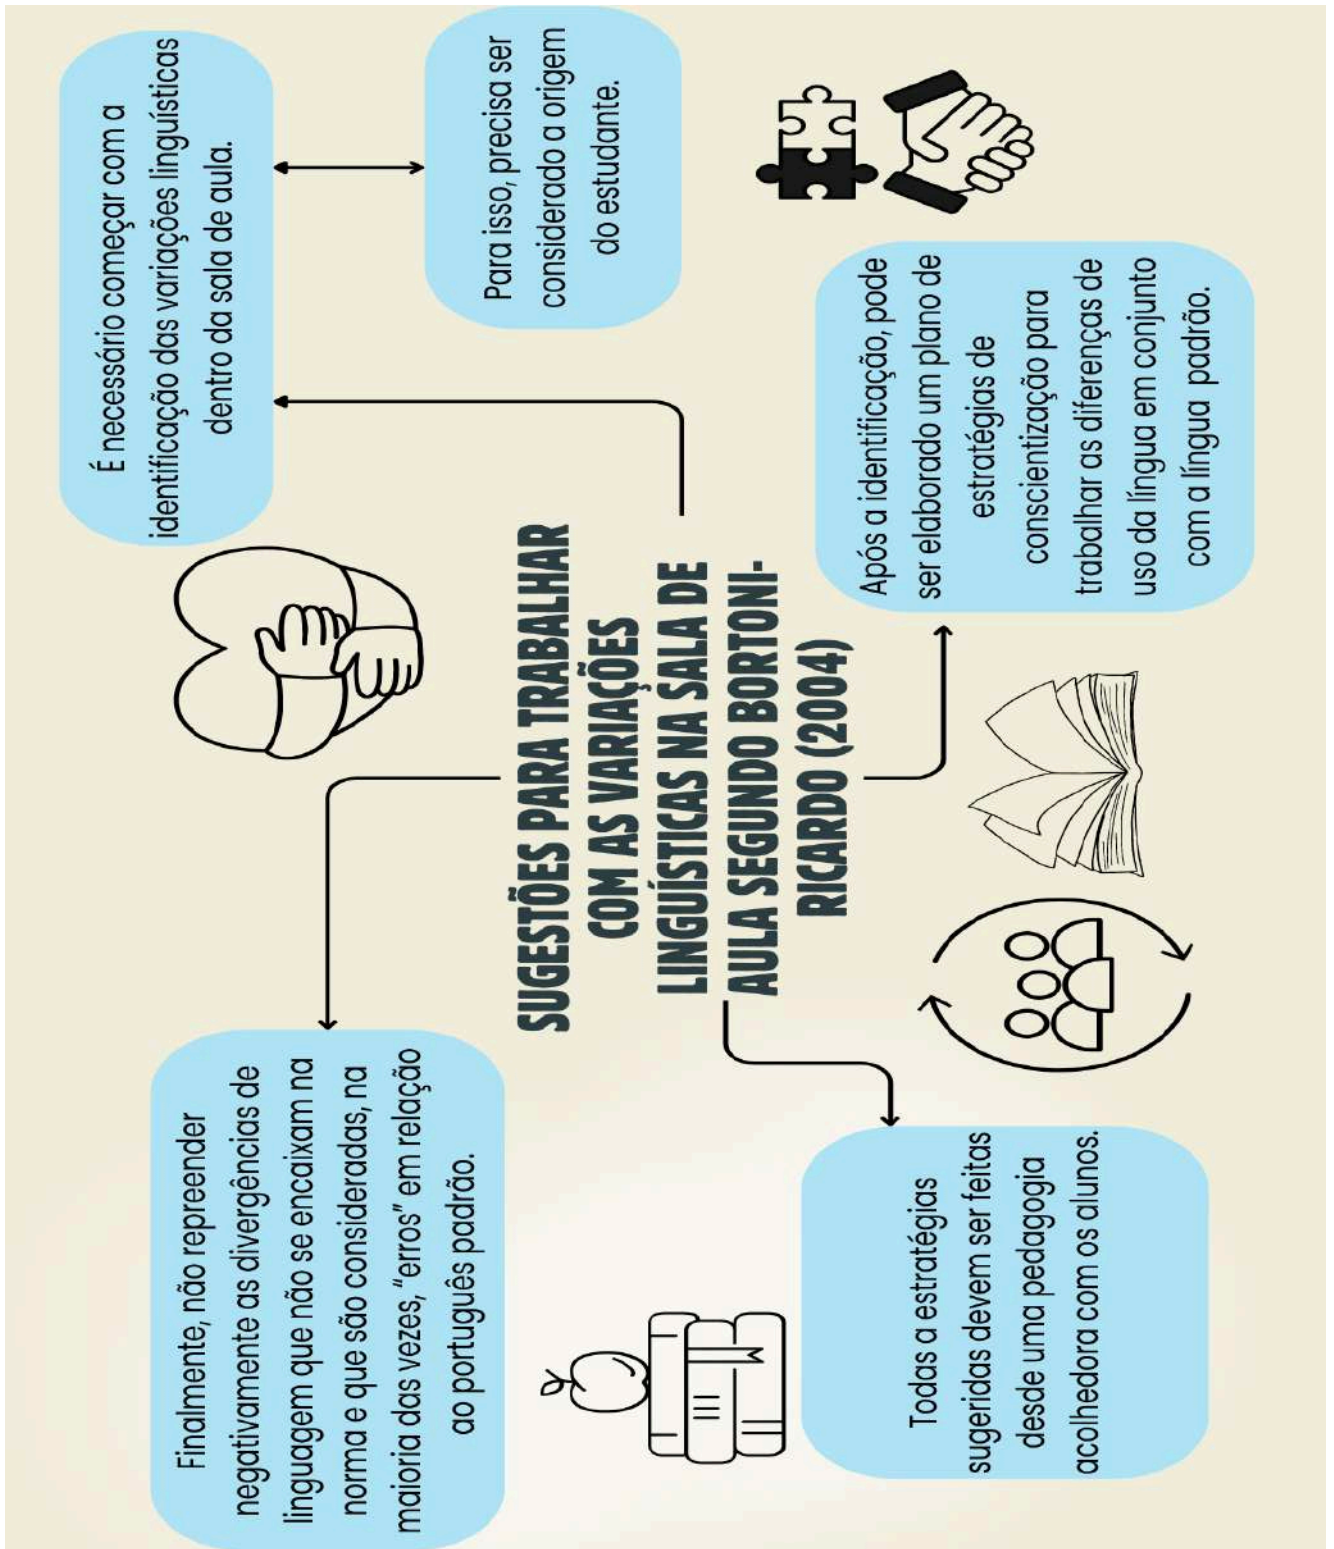 SUGESTÕES PARA TRABALHAR
COM AS VARIAÇÕES
LINGUÍSTICAS NA SALA DE
AULA SEGUNDO BORTONI-
RICARDO (2004)
É necessário começar com a
identificação das variações linguísticas
dentro da sala de aula.
Para isso, precisa ser
considerado a origem
do estudante.
Após a identificação, pode
ser elaborado um plano de
estratégias de
conscientização para
trabalhar as diferenças de
uso da língua em conjunto
com a língua padrão.
Todas a estratégias
sugeridas devem ser feitas
desde uma pedagogia
acolhedora com os alunos.
Finalmente, não repreender
negativamente as divergências de
linguagem que não se encaixam na
norma e que são consideradas, na
maioria das vezes, “erros” em relação
ao português padrão.